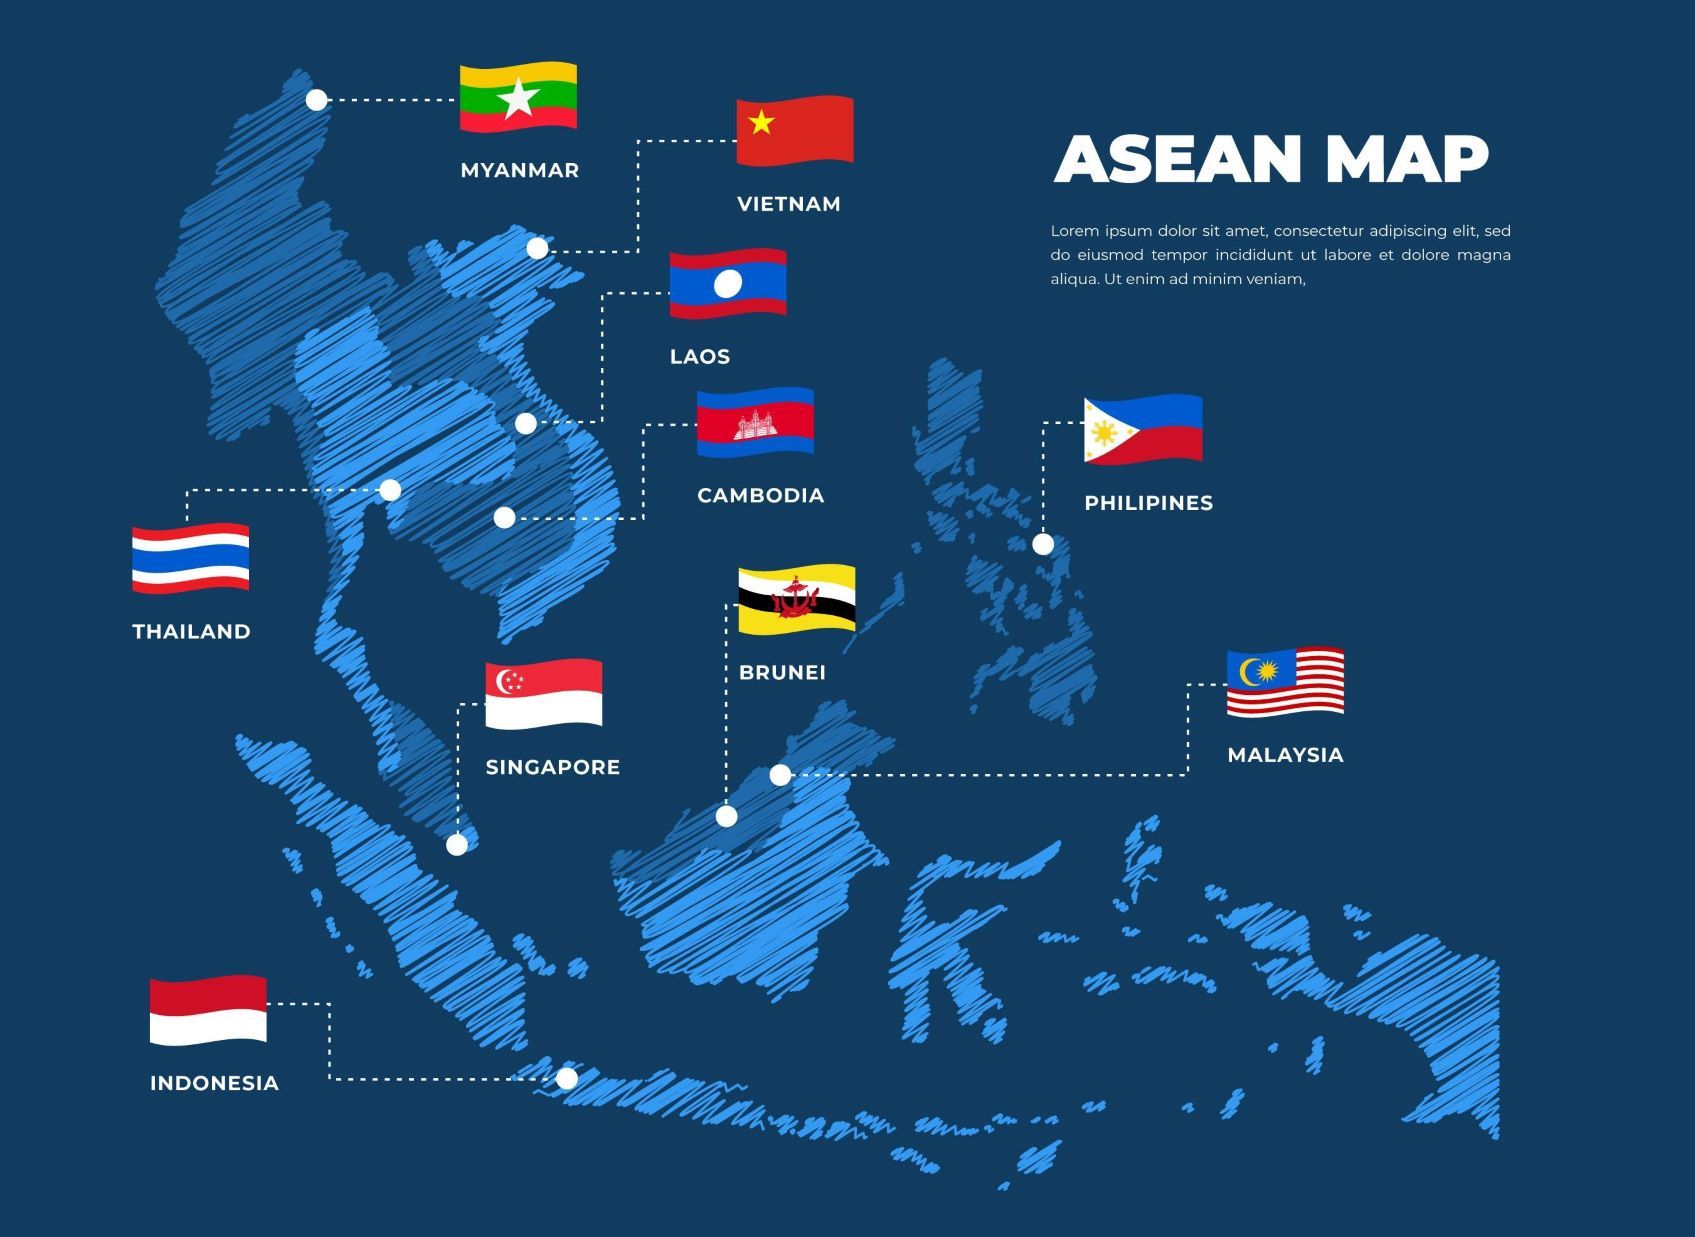 MYANMAR
VIETNAM
ASEAN MAP
Lorem ipsum dolor sit amet, consectetur adipiscing elit, sed
do eiusmod tempor incididunt ut labore et dolore magna
aliqua. Ut enim ad minim veniam,
LAOS
CAMBODIA
PHILIPINES
THAILAND
BRUNEI
SINGAPORE
MALAYSIA
INDONESIA